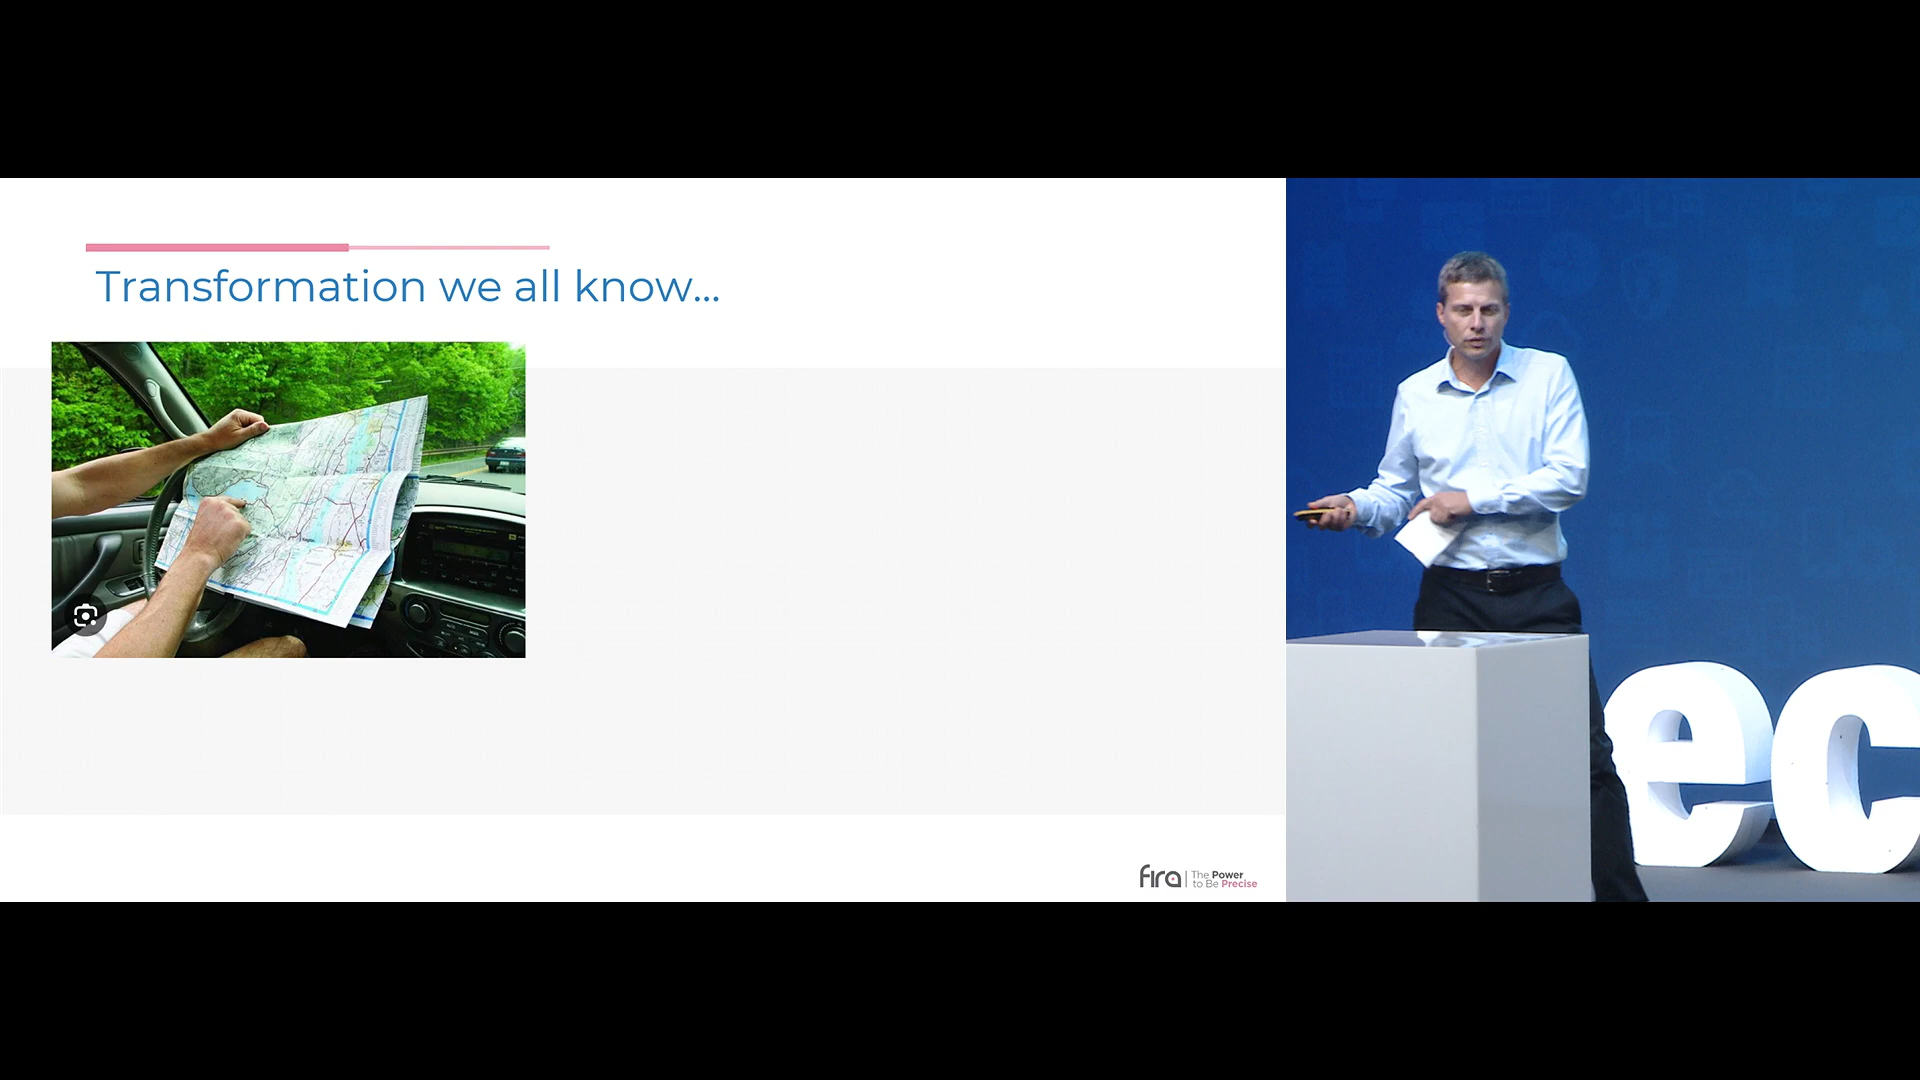 Transformation we all know...
fira | The Power
to Be Precise
ec